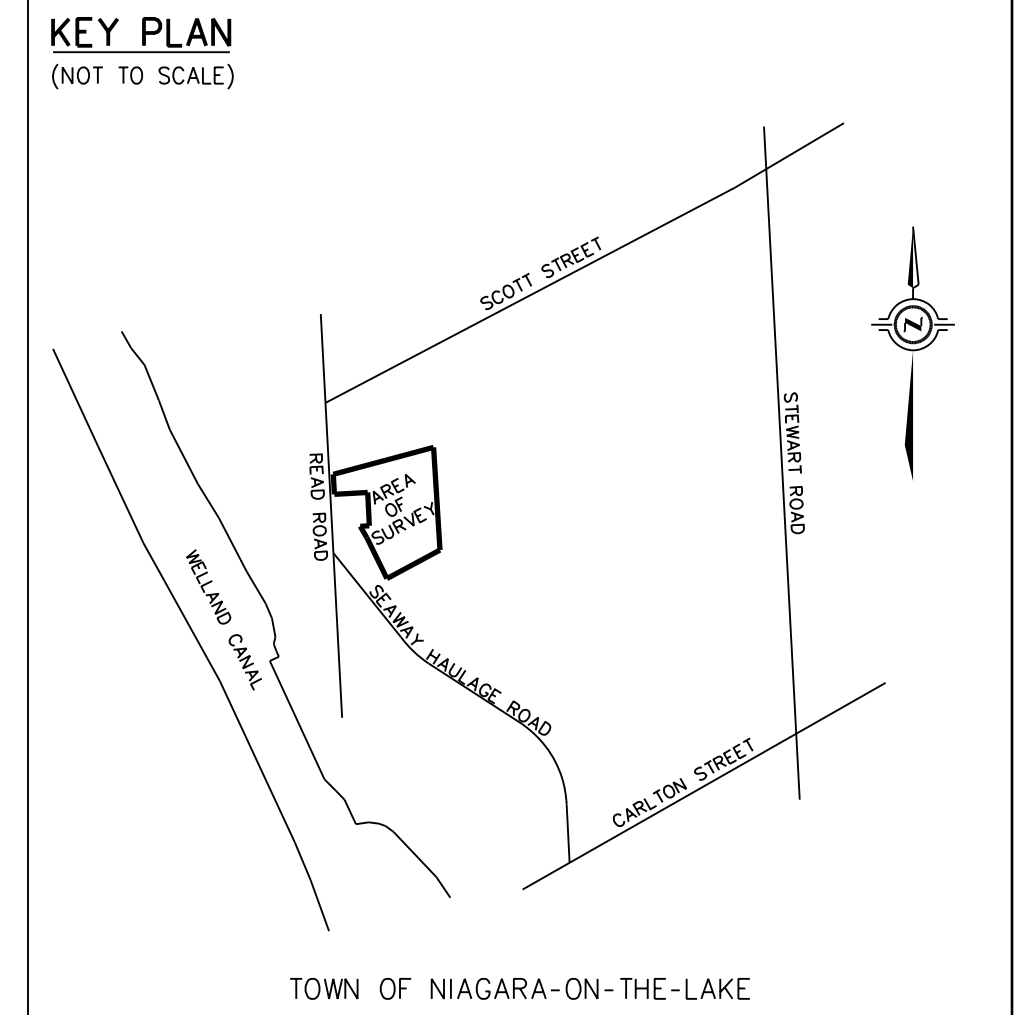 KEY PLAN
(NOT TO SCALE)
SCOTT STREET
N
STEWART ROAD
READ ROAD
AREA
OF
SURVEY
WELLAND CANAL
SEAWAY HAULAGE ROAD
CARLTON STREET
TOWN OF NIAGARA-ON-THE-LAKE